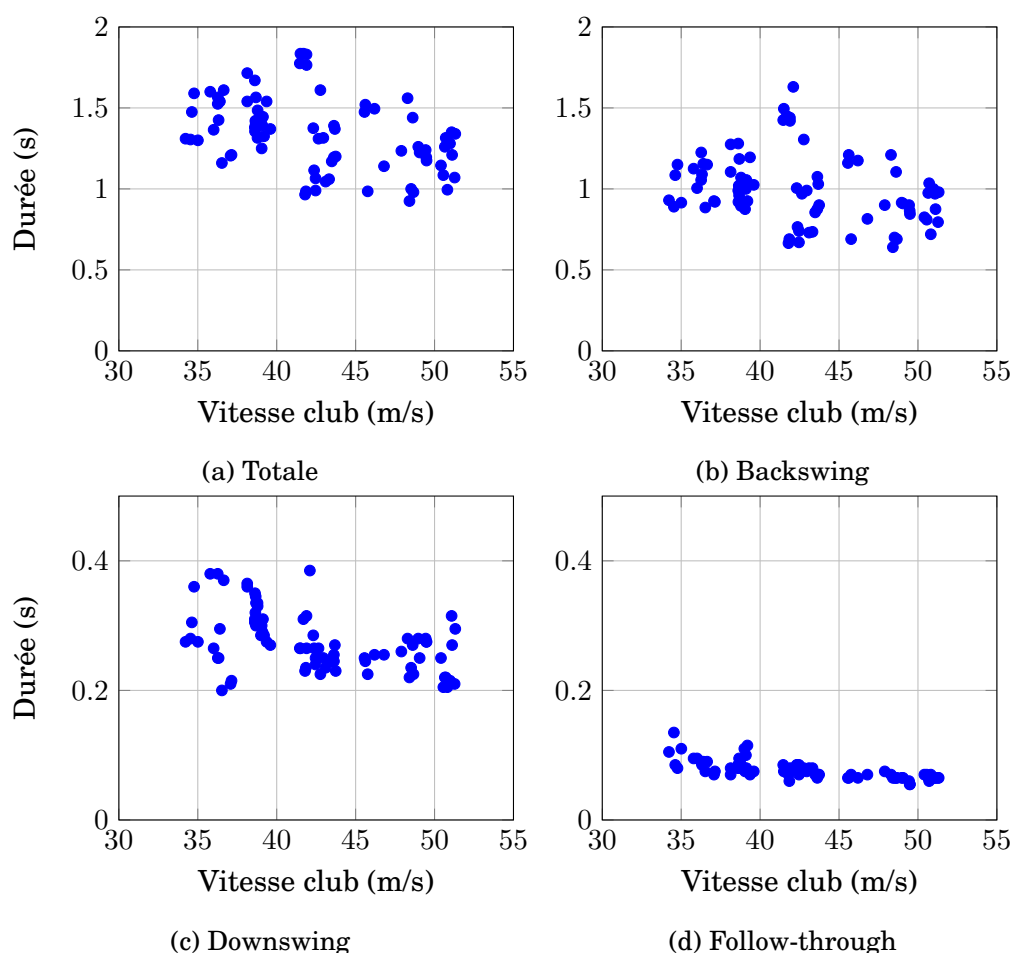 2
1.5
1
0.5
0
Durée (s)
30 35 40 45 50 55
Vitesse club (m/s)
(a) Totale
2
1.5
1
0.5
0
30 35 40 45 50 55
Vitesse club (m/s)
(b) Backswing
0.4
0.2
0
Durée (s)
30 35 40 45 50 55
Vitesse club (m/s)
(c) Downswing
0.4
0.2
0
30 35 40 45 50 55
Vitesse club (m/s)
(d) Follow-through